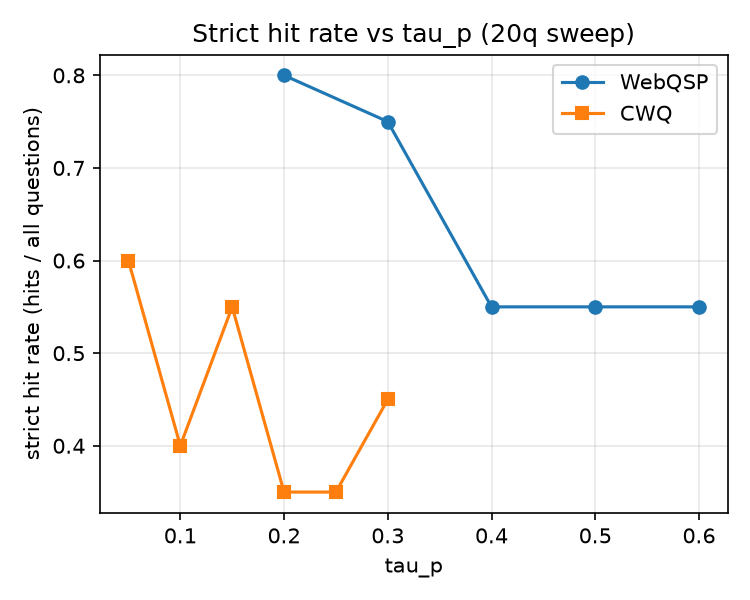 Strict hit rate vs tau_p (20q sweep)
WebQSP
CWQ
strict hit rate (hits / all questions)
0.8
0.7
0.6
0.5
0.4
0.1 0.2 0.3 0.4 0.5 0.6
tau_p